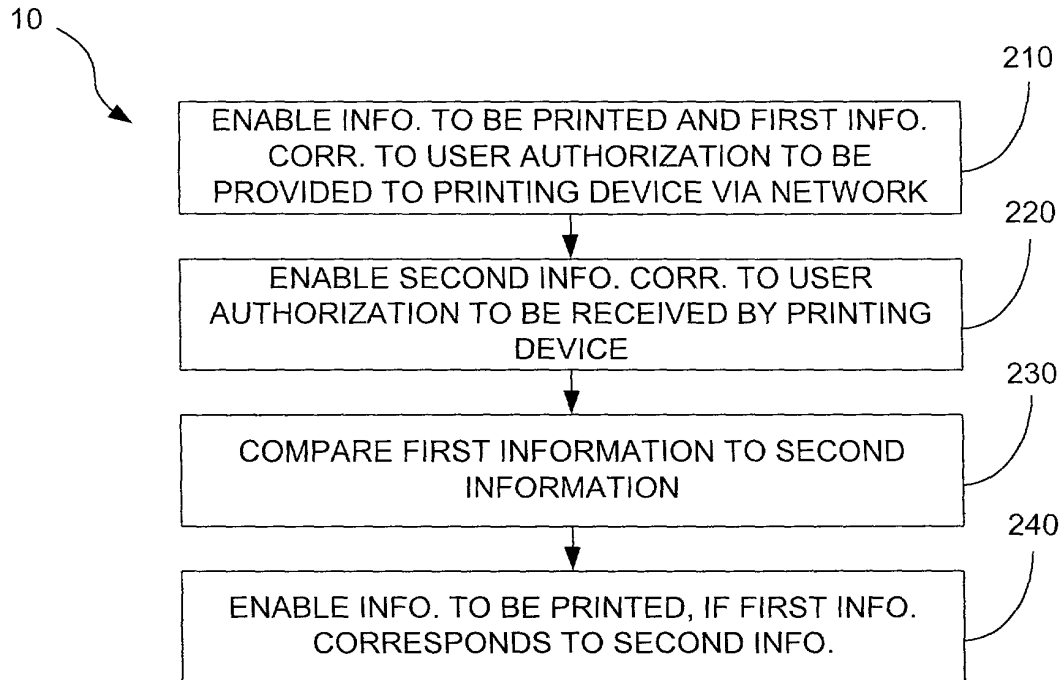 10
210
ENABLE INFO. TO BE PRINTED AND FIRST INFO.
CORR. TO USER AUTHORIZATION TO BE
PROVIDED TO PRINTING DEVICE VIA NETWORK
220
ENABLE SECOND INFO. CORR. TO USER
AUTHORIZATION TO BE RECEIVED BY PRINTING
DEVICE
230
COMPARE FIRST INFORMATION TO SECOND
INFORMATION
240
ENABLE INFO. TO BE PRINTED, IF FIRST INFO.
CORRESPONDS TO SECOND INFO.